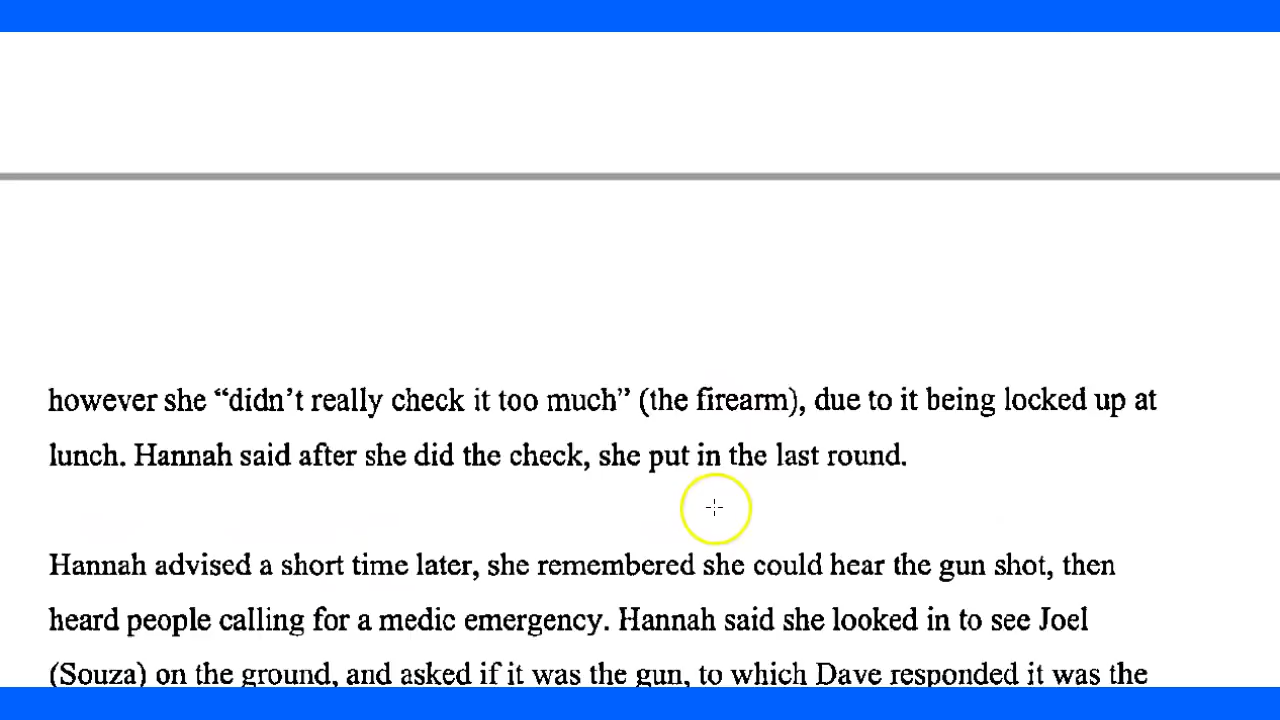 however she “didn’t really check it too much” (the firearm), due to it being locked up at
lunch. Hannah said after she did the check, she put in the last round.
Hannah advised a short time later, she remembered she could hear the gun shot, then
heard people calling for a medic emergency. Hannah said she looked in to see Joel
(Souza) on the ground, and asked if it was the gun, to which Dave responded it was the